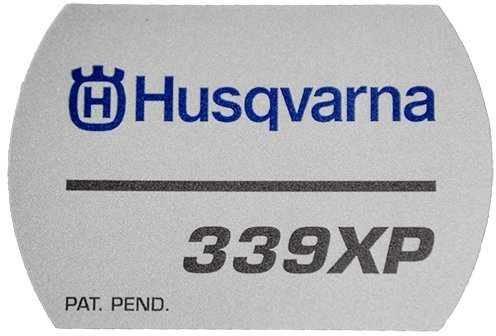 Husqvarna
339XP
PAT. PEND.